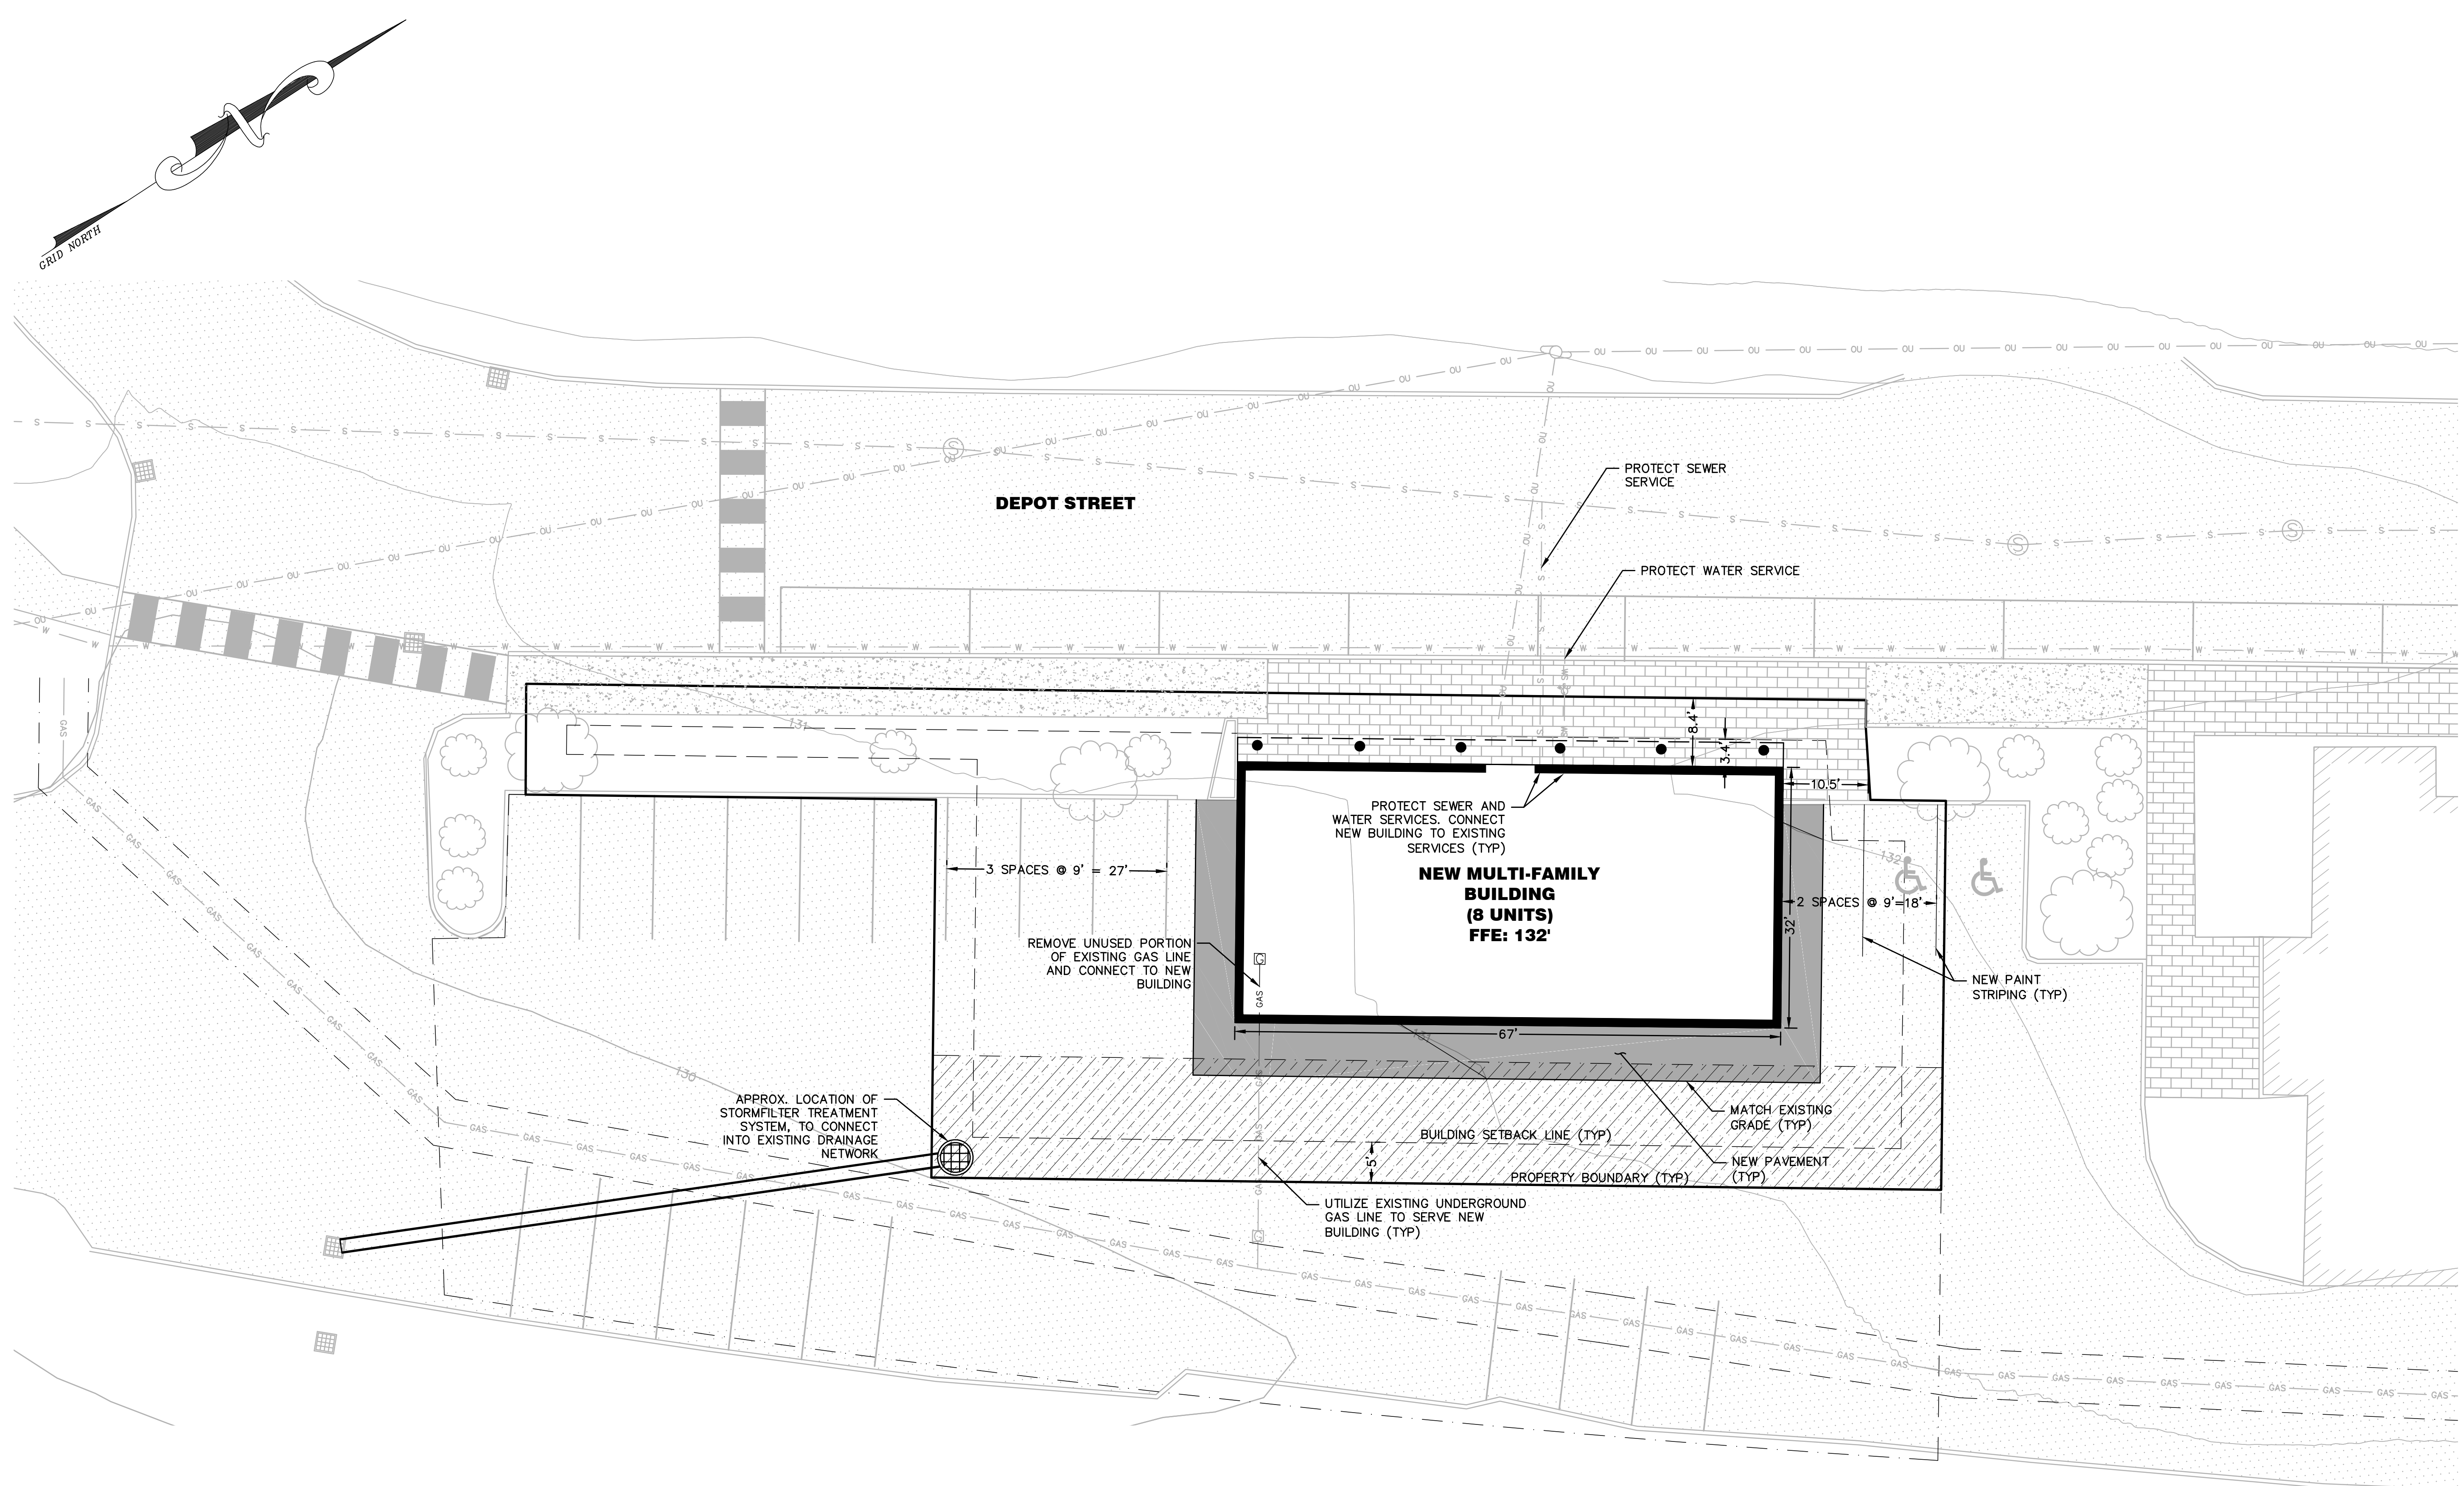 GRID NORTH
DEPOT STREET
PROTECT SEWER
SERVICE
PROTECT WATER SERVICE
131
8.4'
3.4'
10.5'
PROTECT SEWER AND
WATER SERVICES. CONNECT
NEW BUILDING TO EXISTING
SERVICES (TYP)
3 SPACES @ 9' = 27'
NEW MULTI-FAMILY
BUILDING
(8 UNITS)
FFE: 132'
132
2 SPACES @ 9'=18'
32'
REMOVE UNUSED PORTION
OF EXISTING GAS LINE
AND CONNECT TO NEW
BUILDING
G
GAS
NEW PAINT
STRIPING (TYP)
67'
131
130
APPROX. LOCATION OF
STORMFILTER TREATMENT
SYSTEM, TO CONNECT
INTO EXISTING DRAINAGE
NETWORK
MATCH EXISTING
GRADE (TYP)
BUILDING SETBACK LINE (TYP)
5'
NEW PAVEMENT
(TYP)
PROPERTY BOUNDARY (TYP)
UTILIZE EXISTING UNDERGROUND
GAS LINE TO SERVE NEW
BUILDING (TYP)
G
OU
S
W
GAS